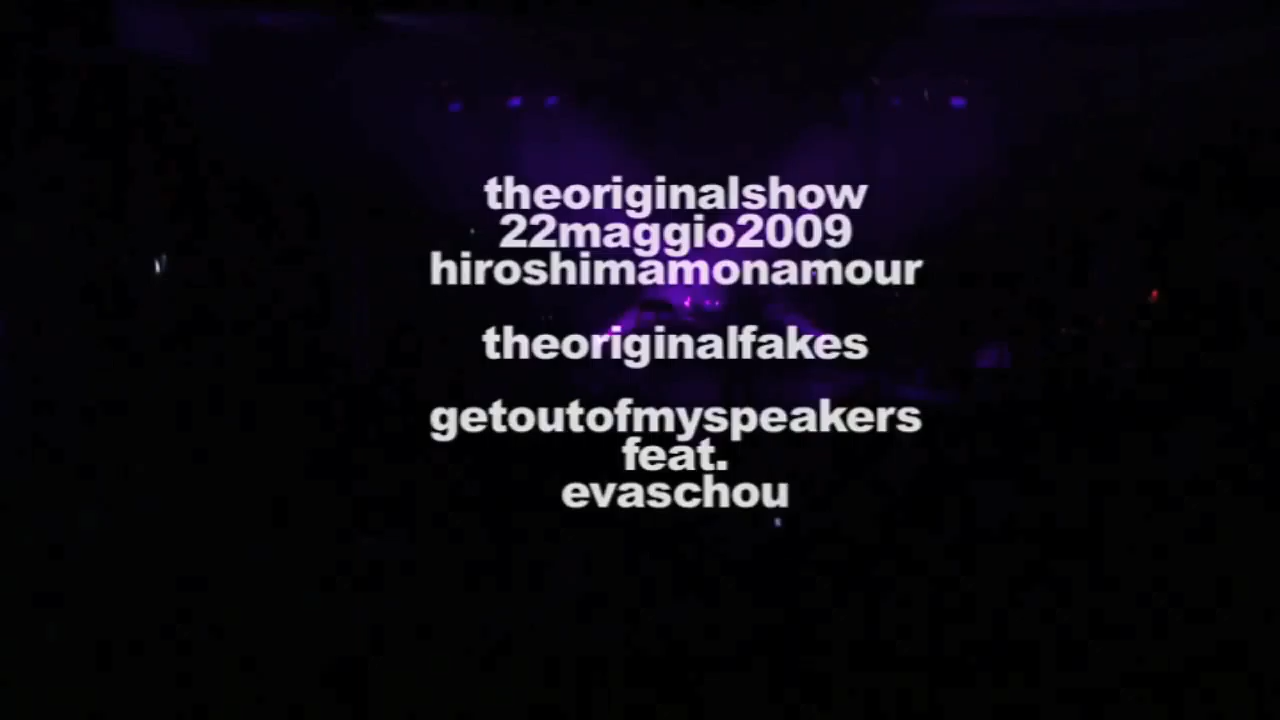 theoriginalshow
22maggio2009
hiroshimamonamour
theoriginalfakes
getoutofmyspeakers
feat.
evaschou